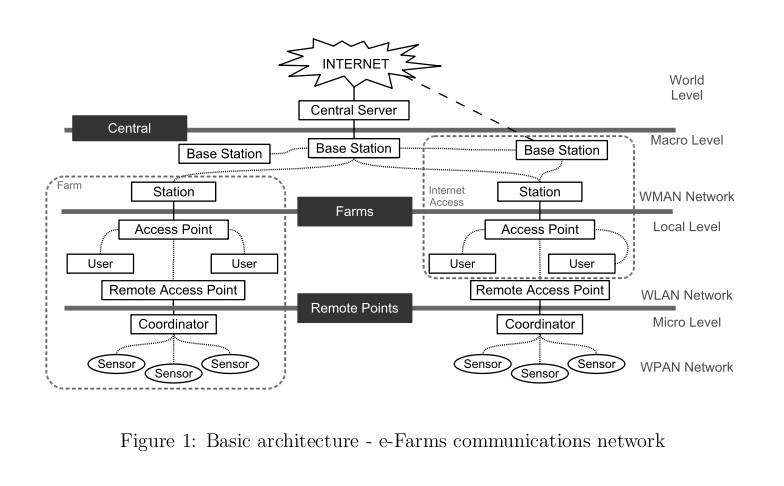 INTERNET
World
Level
Central Server
Central
Macro Level
Base Station
Base Station
Base Station
Farm
Internet
Access
Station
Station
WMAN Network
Farms
Local Level
Access Point
Access Point
User
User
User
User
Remote Access Point
Remote Access Point
WLAN Network
Remote Points
Coordinator
Coordinator
Micro Level
Sensor
Sensor
Sensor
Sensor
Sensor
Sensor
WPAN Network
Figure 1: Basic architecture - e-Farms communications network